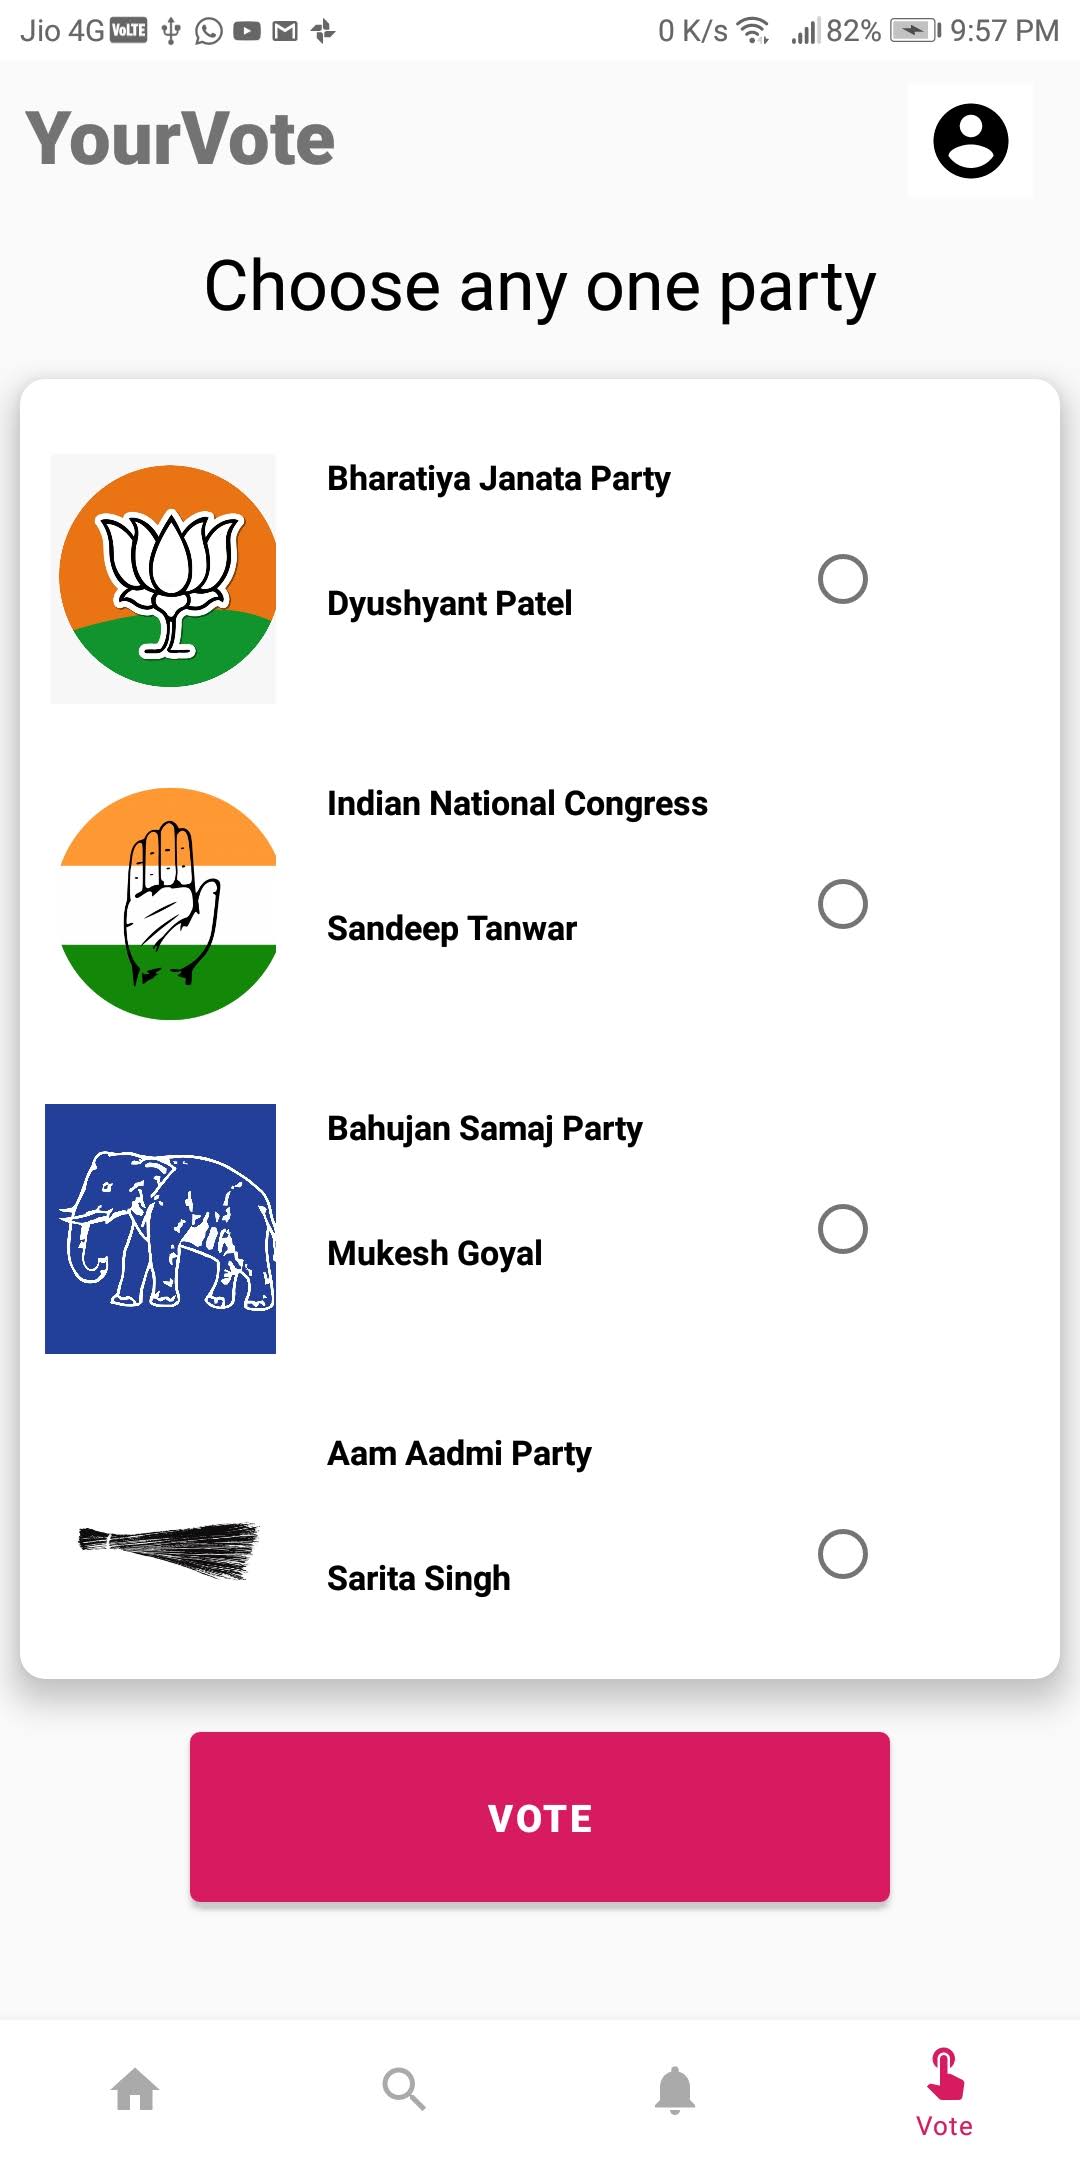 Jio 4G VoLTE 0 K/s 82% 9:57 PM
YourVote
Choose any one party
Bharatiya Janata Party
Dyushyant Patel
Indian National Congress
Sandeep Tanwar
Bahujan Samaj Party
Mukesh Goyal
Aam Aadmi Party
Sarita Singh
VOTE
Vote